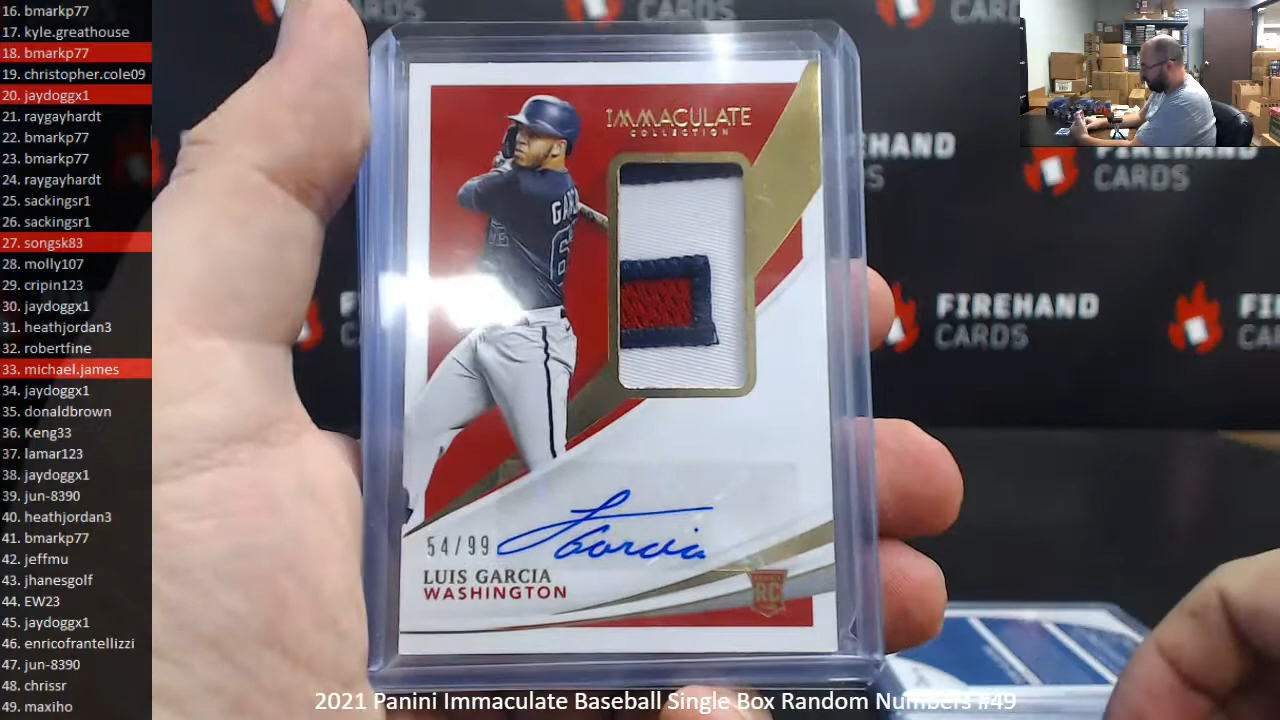 16. bmarkp77
17. kyle.greathouse
18. bmarkp77
19. christopher.cole09
20. jaydoggx1
21. raygayhardt
22. bmarkp77
23. bmarkp77
24. raygayhardt
25. sackingsr1
26. sackingsr1
27. songsk83
28. molly107
29. cripin123
30. jaydoggx1
31. heathjordan3
32. robertfine
33. michael.james
34. jaydoggx1
35. donaldbrown
36. Keng33
37. lamar123
38. jaydoggx1
39. jun-8390
40. heathjordan3
41. bmarkp77
42. jeffmu
43. jhanesgolf
44. EW23
45. jaydoggx1
46. enricofrantellizzi
47. jun-8390
48. chrissr
49. maxiho
IMMACULATE
COLLECTION
54/99
L Garcia
LUIS GARCIA
WASHINGTON
RC
FIREHAND
CARDS
CARDS
2021 Panini Immaculate Baseball Single Box Random Numbers #49